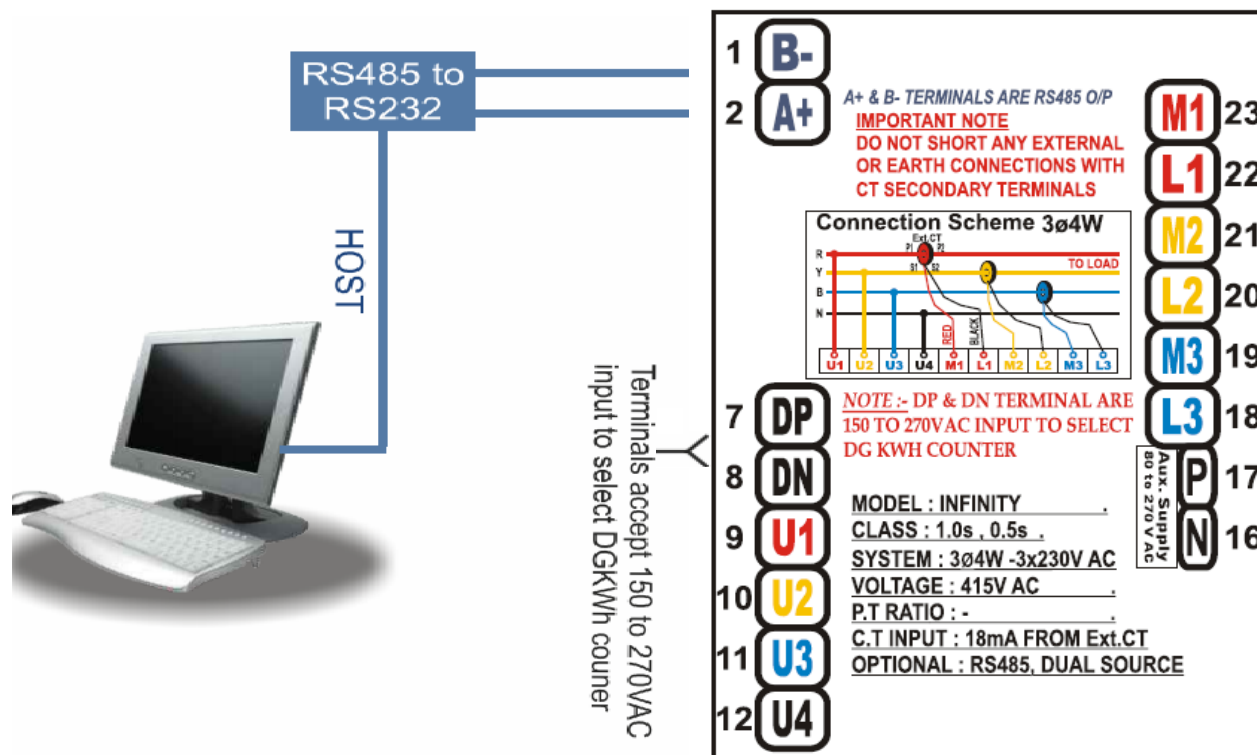 RS485 to
RS232
HOST
Terminals accept 150 to 270VAC
input to select DGKWh couner
1 B-
2 A+
A+ & B- TERMINALS ARE RS485 O/P
IMPORTANT NOTE
DO NOT SHORT ANY EXTERNAL
OR EARTH CONNECTIONS WITH
CT SECONDARY TERMINALS
Connection Scheme 3ø4W
Ext.CT
P1 P2
R
S1 S2
TO LOAD
Y
B
N
RED
BLACK
U1 U2 U3 U4 M1 L1 M2 L2 M3 L3
M1 23
L1 22
M2 21
L2 20
M3 19
L3 18
P 17
N 16
Aux. Supply
80 to 270 V AC
7 DP
8 DN
9 U1
10 U2
11 U3
12 U4
NOTE :- DP & DN TERMINAL ARE
150 TO 270VAC INPUT TO SELECT
DG KWH COUNTER
MODEL : INFINITY .
CLASS : 1.0s , 0.5s .
SYSTEM : 3ø4W -3x230V AC
VOLTAGE : 415V AC .
P.T RATIO : - .
C.T INPUT : 18mA FROM Ext.CT
OPTIONAL : RS485, DUAL SOURCE